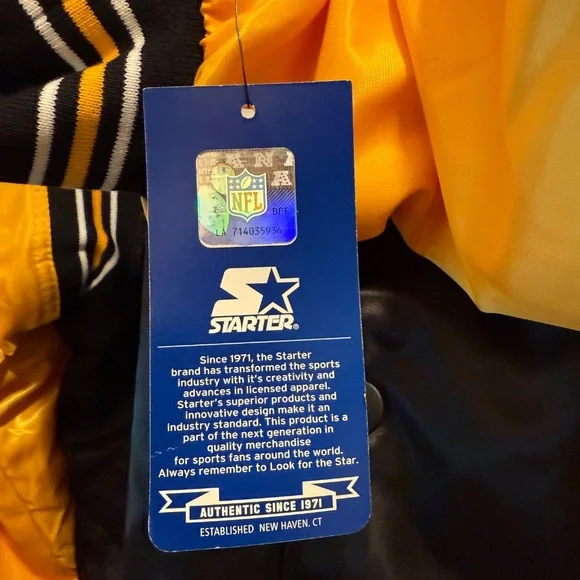 NFL
LA 714035936
STARTER®
Since 1971, the Starter
brand has transformed the sports
industry with it's creativity and
advances in licensed apparel.
Starter's superior products and
innovative design make it an
industry standard. This product is a
part of the next generation in
quality merchandise
for sports fans around the world.
Always remember to Look for the Star.
AUTHENTIC SINCE 1971
ESTABLISHED NEW HAVEN, CT